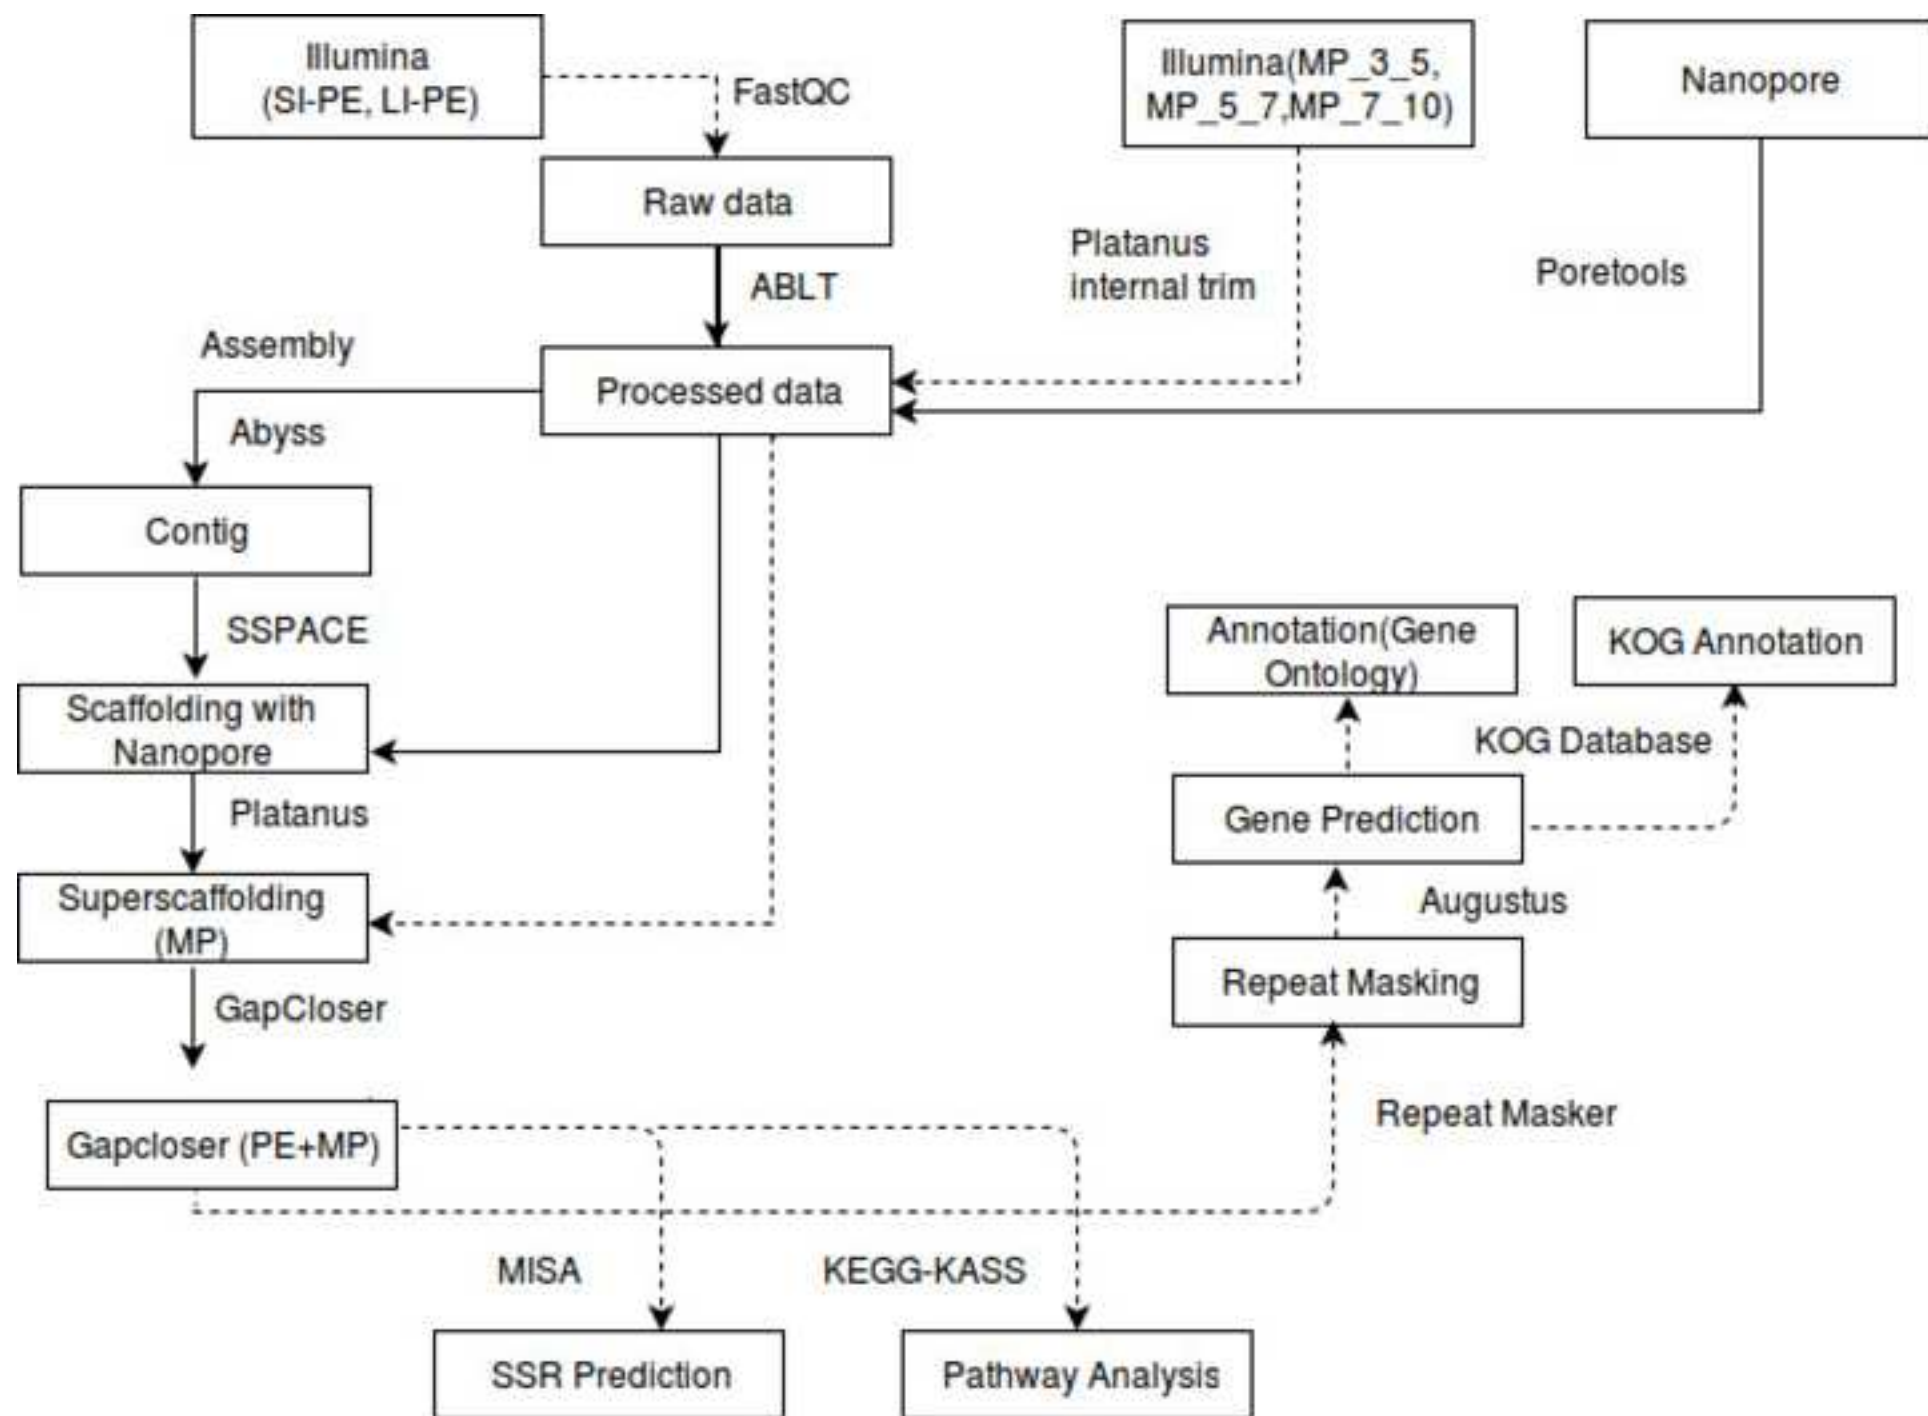 Illumina
(SI-PE, LI-PE)
FastQC
Illumina(MP_3_5,
MP_5_7,MP_7_10)
Nanopore
Raw data
ABLT
Platanus
internal trim
Poretools
Assembly
Processed data
Abyss
Contig
SSPACE
Scaffolding with
Nanopore
Platanus
Superscaffolding
(MP)
GapCloser
Gapcloser (PE+MP)
Annotation(Gene
Ontology)
KOG Annotation
KOG Database
Gene Prediction
Augustus
Repeat Masking
Repeat Masker
MISA
KEGG-KASS
SSR Prediction
Pathway Analysis